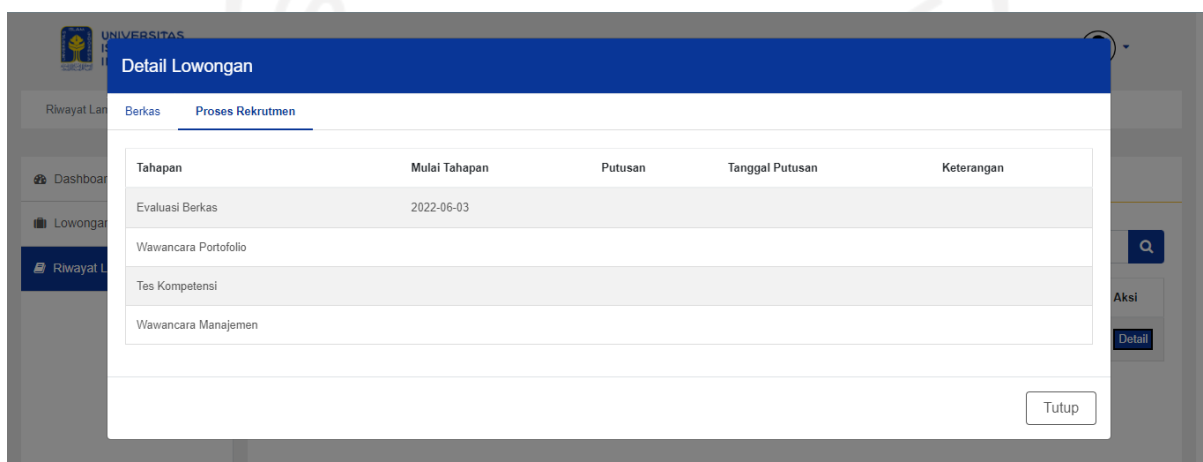 UNIVERSITAS
Detail Lowongan
Riwayat Lan
Berkas Proses Rekrutmen
Tahapan Mulai Tahapan Putusan Tanggal Putusan Keterangan
Dashboar
Evaluasi Berkas 2022-06-03
Lowongan
Wawancara Portofolio
Riwayat L
Tes Kompetensi
Aksi
Wawancara Manajemen
Detail
Tutup